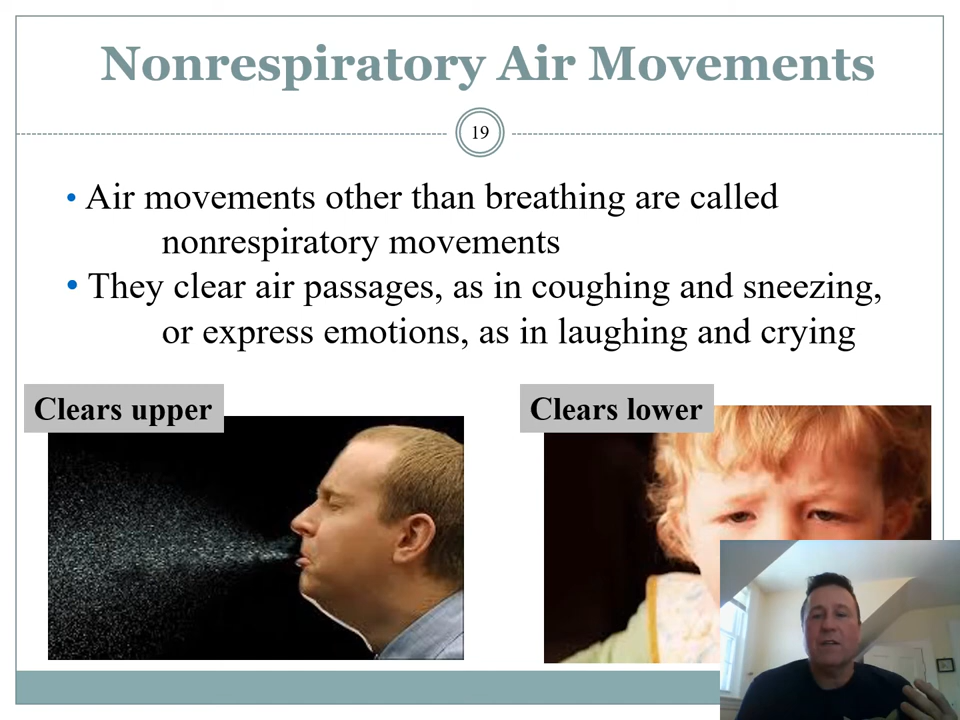 Nonrespiratory Air Movements
19
• Air movements other than breathing are called
nonrespiratory movements
• They clear air passages, as in coughing and sneezing,
or express emotions, as in laughing and crying
Clears upper
Clears lower